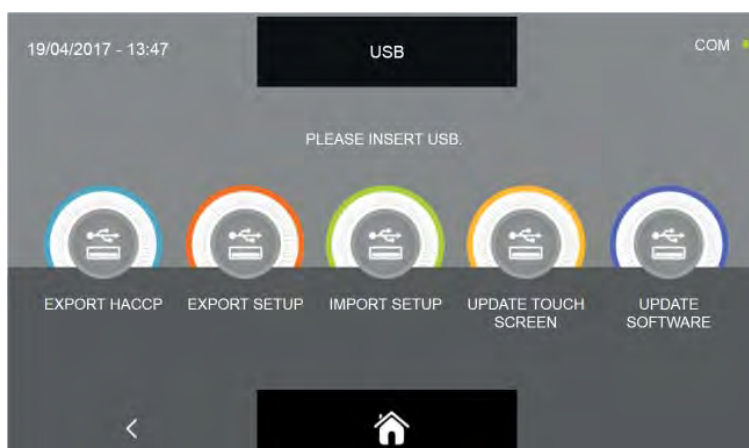 19/04/2017 - 13:47
USB
COM
PLEASE INSERT USB.
EXPORT HACCP
EXPORT SETUP
IMPORT SETUP
UPDATE TOUCH
SCREEN
UPDATE
SOFTWARE